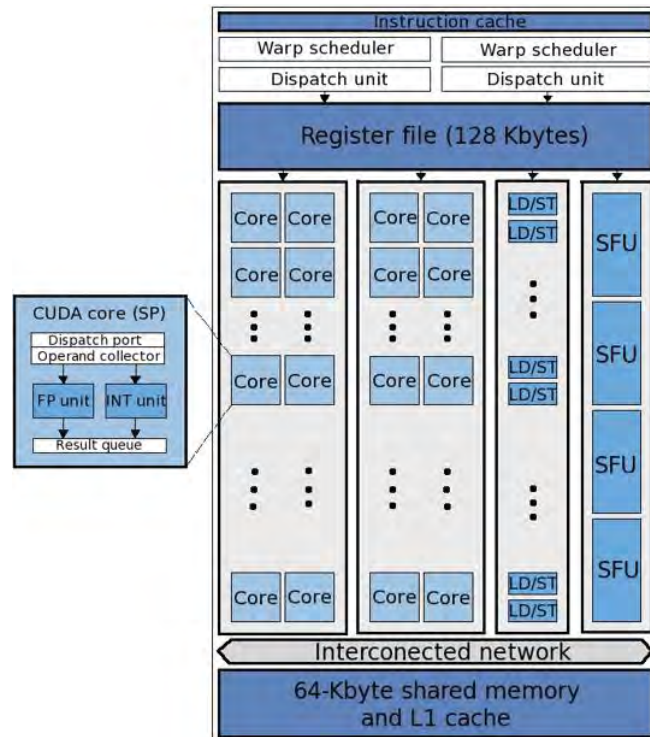 Instruction cache
Warp scheduler Warp scheduler
Dispatch unit Dispatch unit
Register file (128 Kbytes)
Core Core Core Core LD/ST SFU
LD/ST
Core Core Core Core
CUDA core (SP)
Dispatch port
Operand collector
FP unit INT unit
Result queue
Core Core Core Core LD/ST SFU
LD/ST
SFU
Core Core Core Core LD/ST SFU
LD/ST
Interconected network
64-Kbyte shared memory
and L1 cache